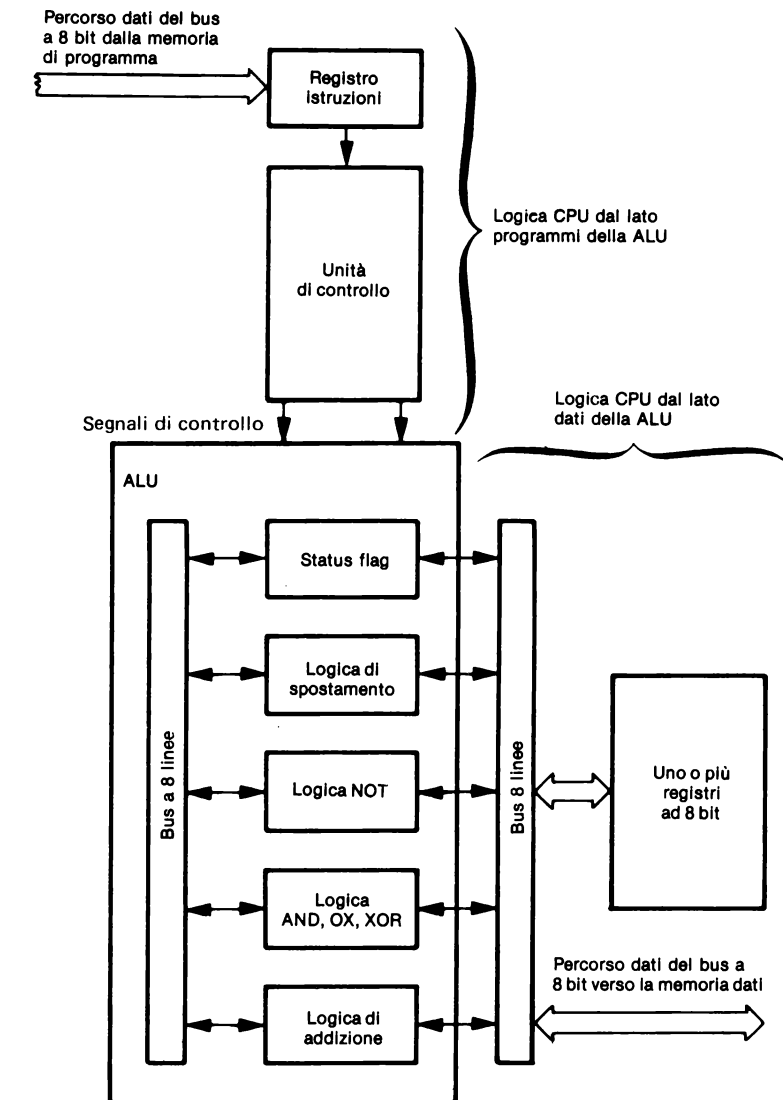 Percorso dati del bus
a 8 bit dalla memoria
di programma
Registro
istruzioni
Logica CPU dal lato
programmi della ALU
Unità
di controllo
Logica CPU dal lato
dati della ALU
Segnali di controllo
ALU
Status flag
Logica di
spostamento
Bus a 8 linee
Logica NOT
Bus 8 linee
Uno o più
registri
ad 8 bit
Logica
AND, OX, XOR
Percorso dati del bus a
8 bit verso la memoria dati
Logica di
addizione